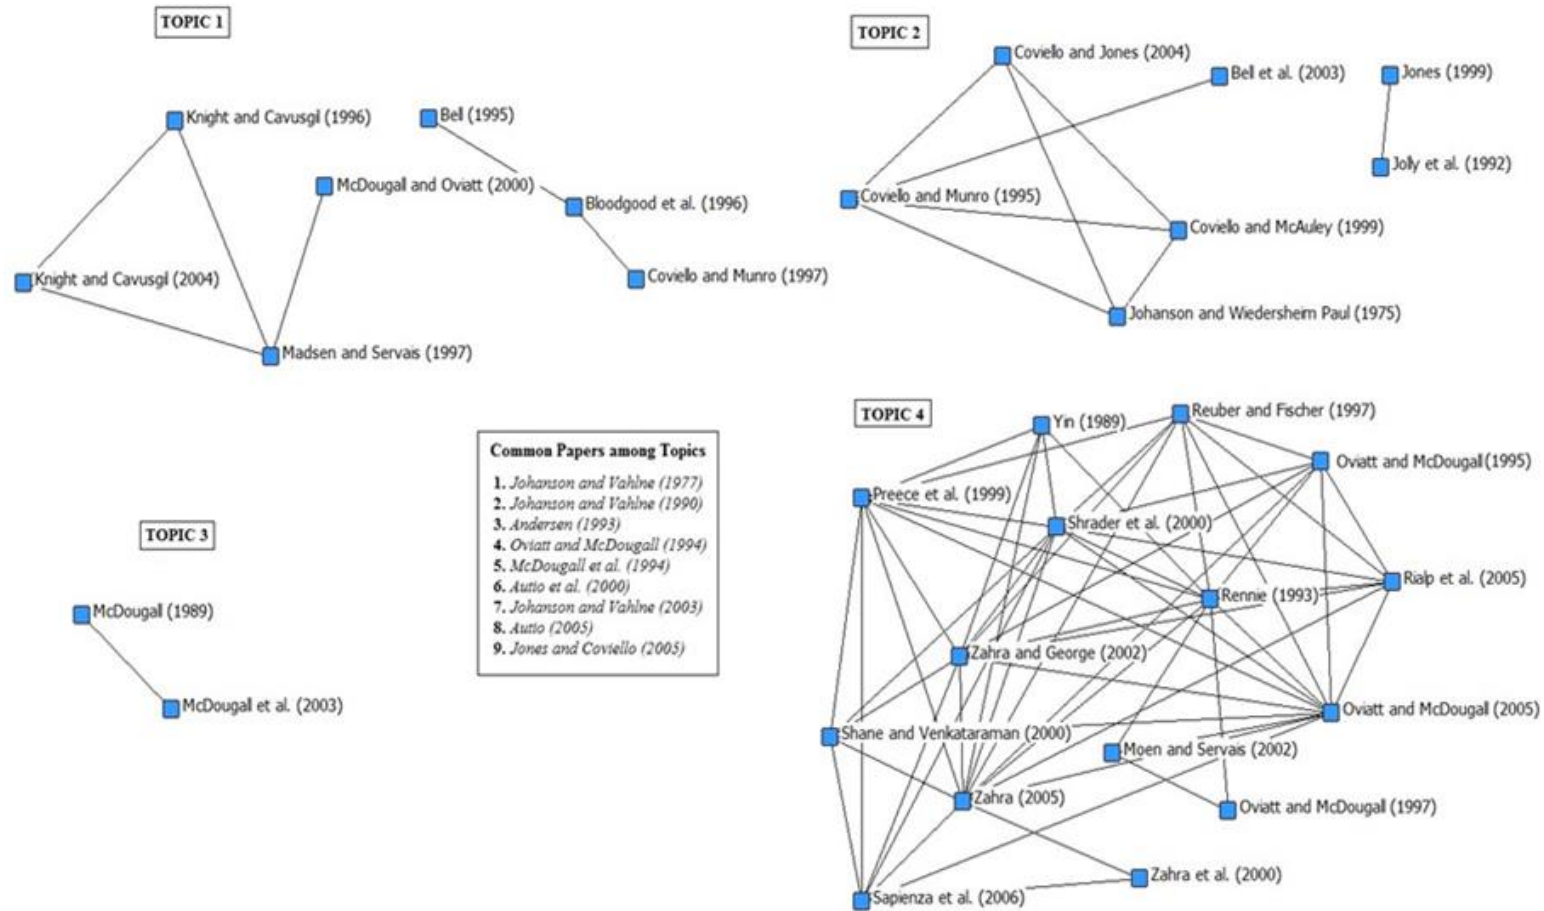 TOPIC 1
Knight and Cavusgil (1996)
Bell (1995)
McDougall and Oviatt (2000)
Bloodgood et al. (1996)
Knight and Cavusgil (2004)
Coviello and Munro (1997)
Madsen and Servais (1997)
TOPIC 2
Coviello and Jones (2004)
Bell et al. (2003)
Jones (1999)
Jolly et al. (1992)
Coviello and Munro (1995)
Coviello and McAuley (1999)
Johanson and Wiedersheim Paul (1975)
TOPIC 3
McDougall (1989)
McDougall et al. (2003)
Common Papers among Topics
1. Johanson and Vahlne (1977)
2. Johanson and Vahlne (1990)
3. Andersen (1993)
4. Oviatt and McDougall (1994)
5. McDougall et al. (1994)
6. Autio et al. (2000)
7. Johanson and Vahlne (2003)
8. Autio (2005)
9. Jones and Coviello (2005)
TOPIC 4
Yin (1989)
Reuber and Fischer (1997)
Oviatt and McDougall (1995)
Preece et al. (1999)
Shrader et al. (2000)
Rialp et al. (2005)
Rennie (1993)
Zahra and George (2002)
Oviatt and McDougall (2005)
Shane and Venkataraman (2000)
Moen and Servais (2002)
Zahra (2005)
Oviatt and McDougall (1997)
Zahra et al. (2000)
Sapienza et al. (2006)